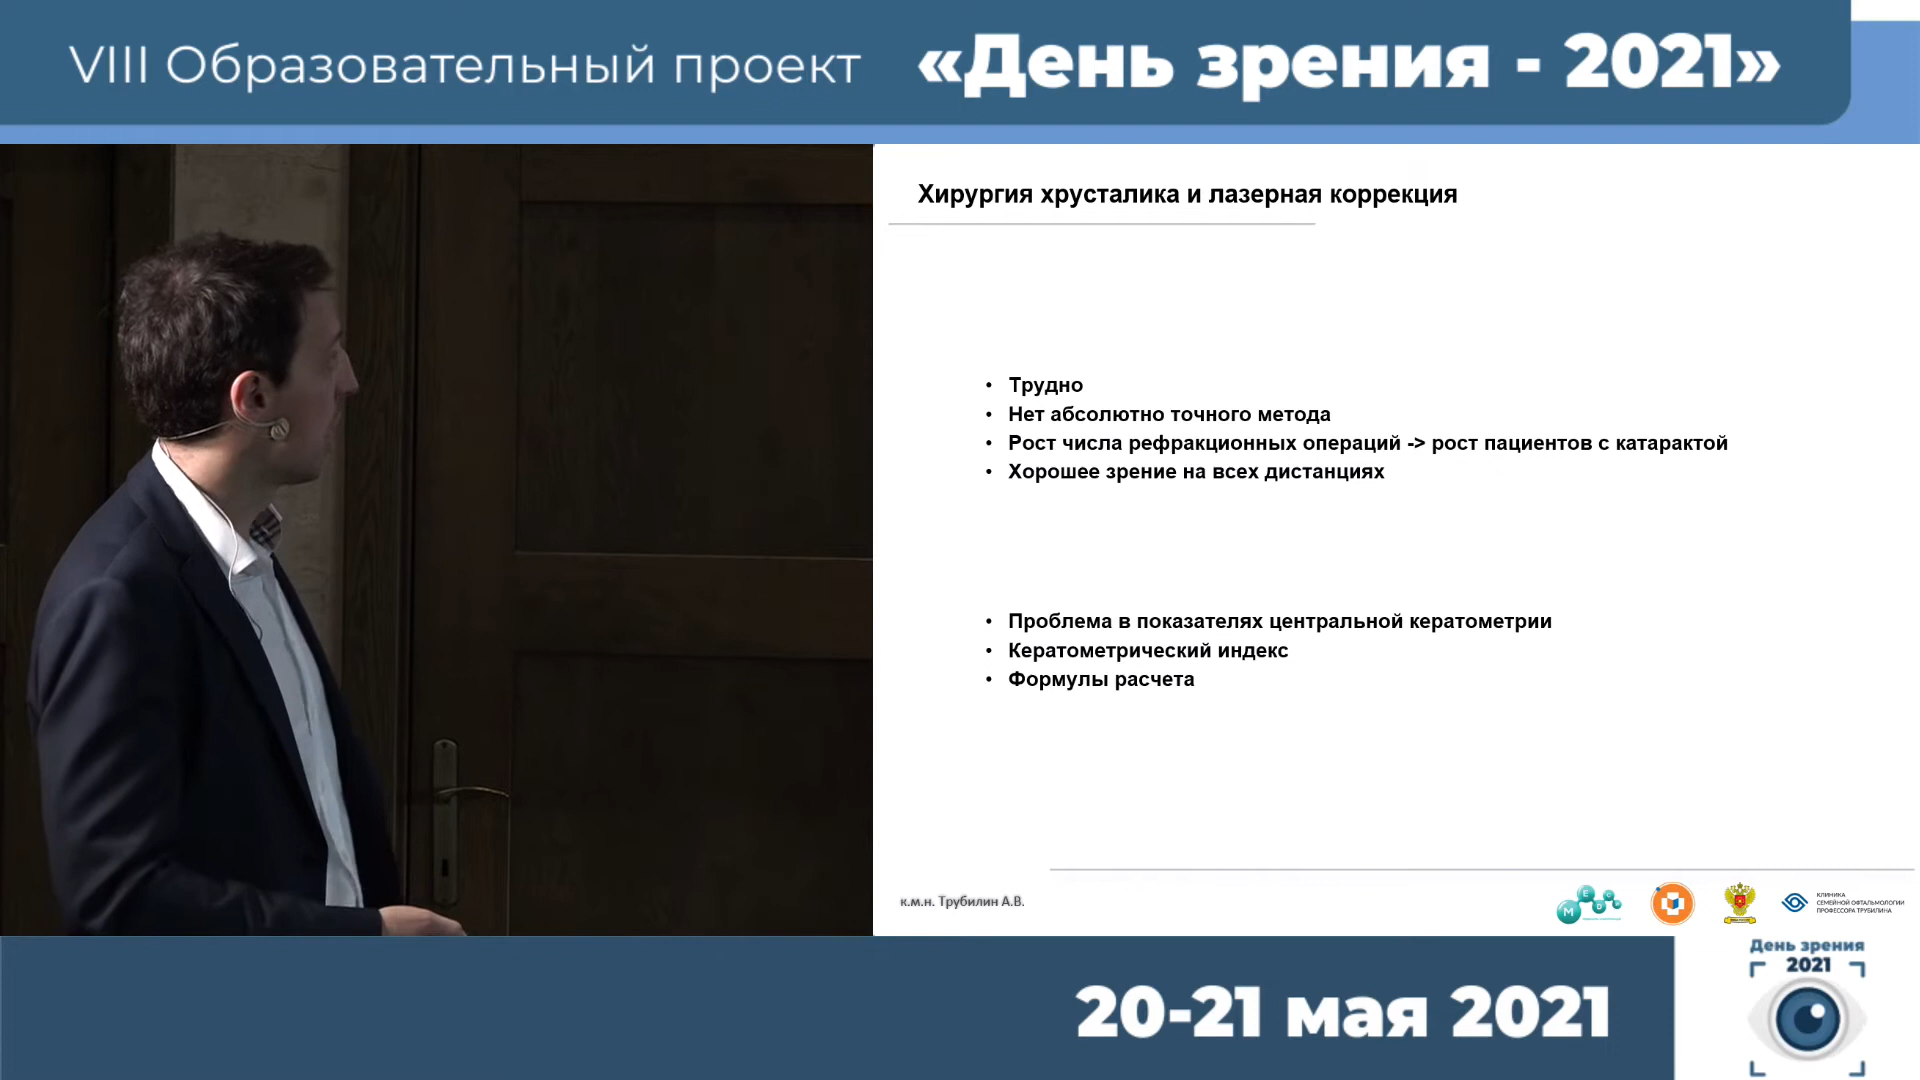 VIII Образовательный проект «День зрения - 2021»
Хирургия хрусталика и лазерная коррекция
• Трудно
• Нет абсолютно точного метода
• Рост числа рефракционных операций -> рост пациентов с катарактой
• Хорошее зрение на всех дистанциях
• Проблема в показателях центральной кератометрии
• Кератометрический индекс
• Формулы расчета
к.м.н. Трубилин А.В.
КЛИНИКА
СЕМЕЙНОЙ ОФТАЛЬМОЛОГИИ
ПРОФЕССОРА ТРУБИЛИНА
20-21 мая 2021
День зрения
2021